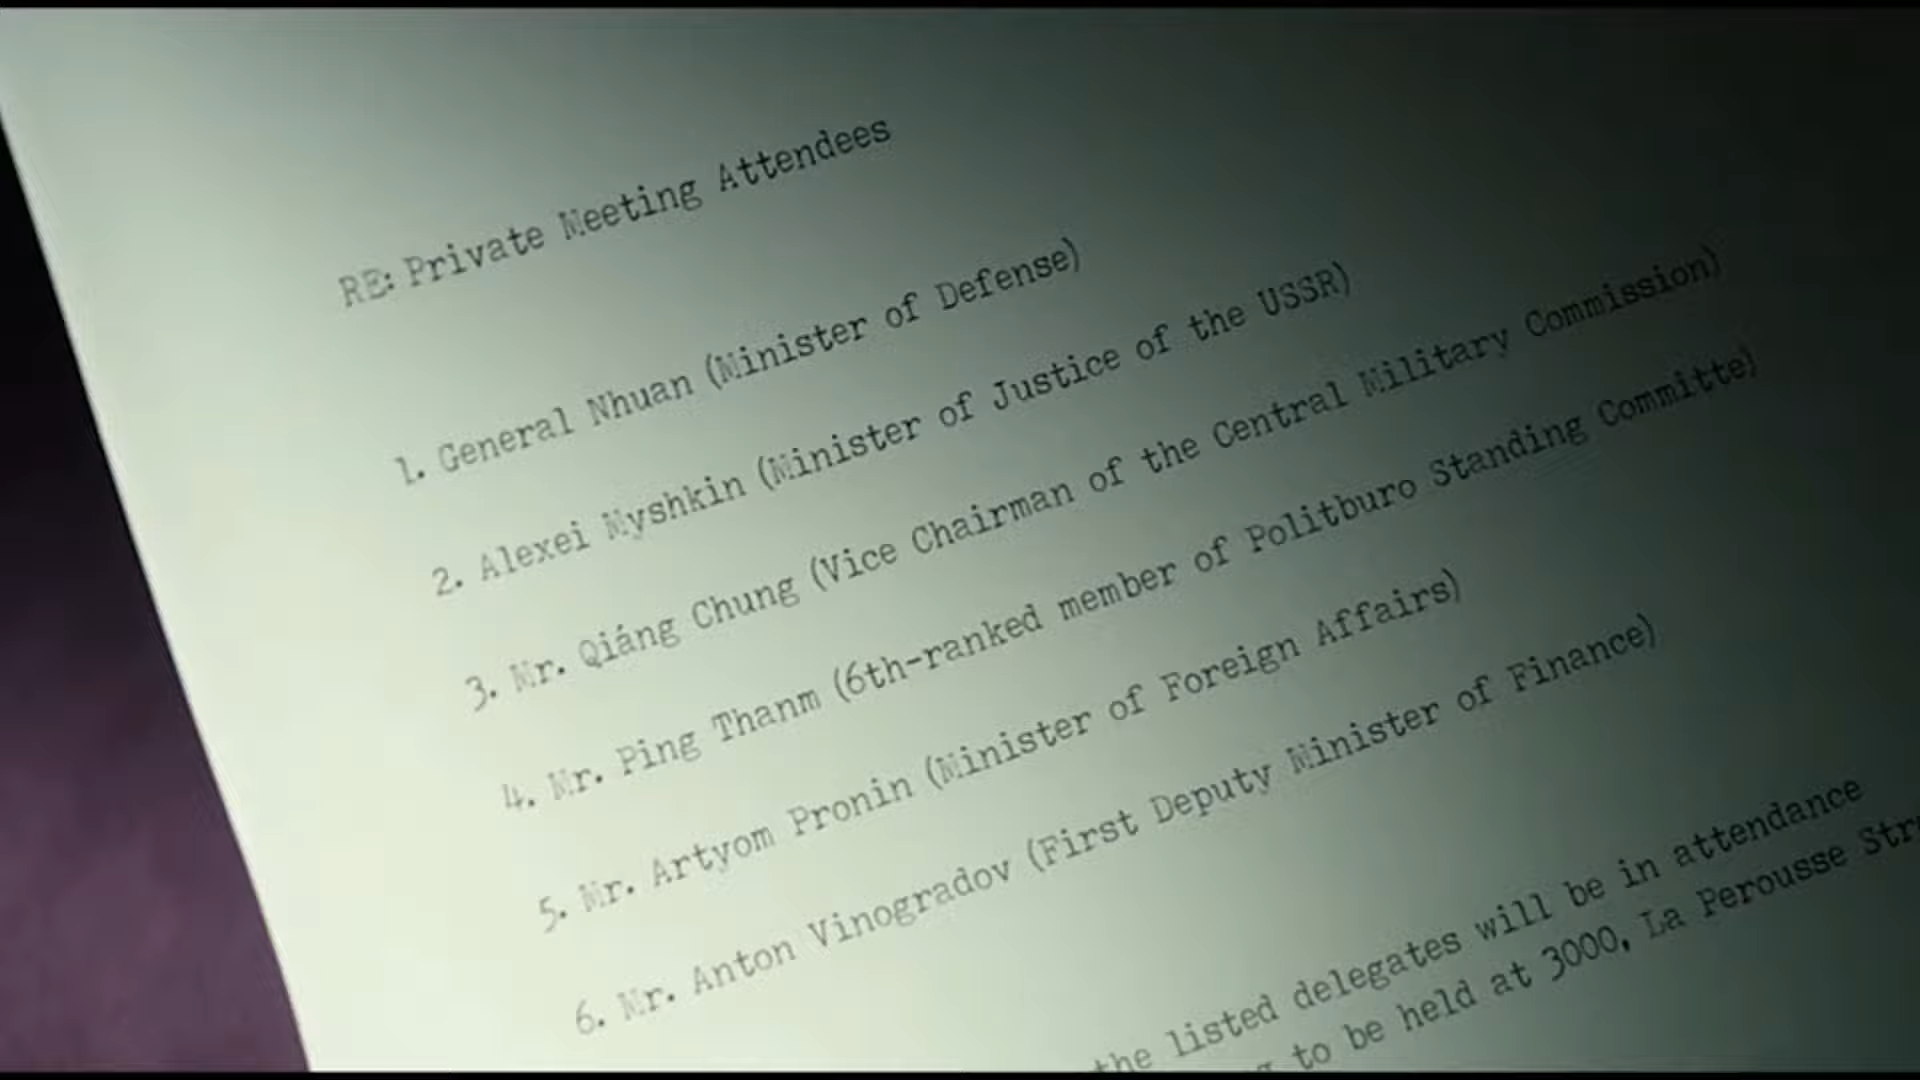 RE: Private Meeting Attendees
1. General Nhuan (Minister of Defense)
2. Alexei Myshkin (Minister of Justice of the USSR)
3. Mr. Qiáng Chung (Vice Chairman of the Central Military Commission)
4. Mr. Ping Thanm (6th-ranked member of Politburo Standing Committe)
5. Mr. Artyom Pronin (Minister of Foreign Affairs)
6. Mr. Anton Vinogradov (First Deputy Minister of Finance)
the listed delegates will be in attendance
to be held at 3000, La Perousse